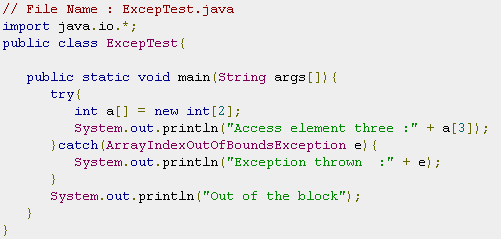 // File Name : ExcepTest.java
import java.io.*;
public class ExcepTest{
public static void main(String args[]){
try{
int a[] = new int[2];
System.out.println("Access element three :" + a[3]);
}catch(ArrayIndexOutOfBoundsException e){
System.out.println("Exception thrown  :" + e);
}
System.out.println("Out of the block");
}
}